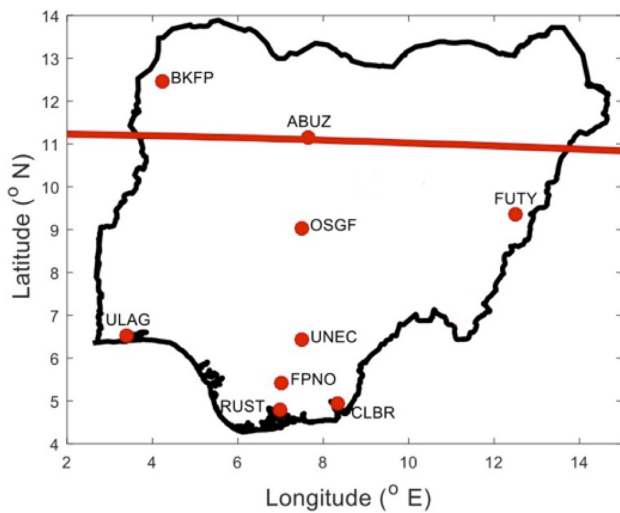 14
13
12
11
10
9
8
7
6
5
4
Latitude (° N)
BKFP
ABUZ
FUTY
OSGF
ULAG
UNEC
FPNO
RUST
CLBR
2 4 6 8 10 12 14
Longitude (° E)